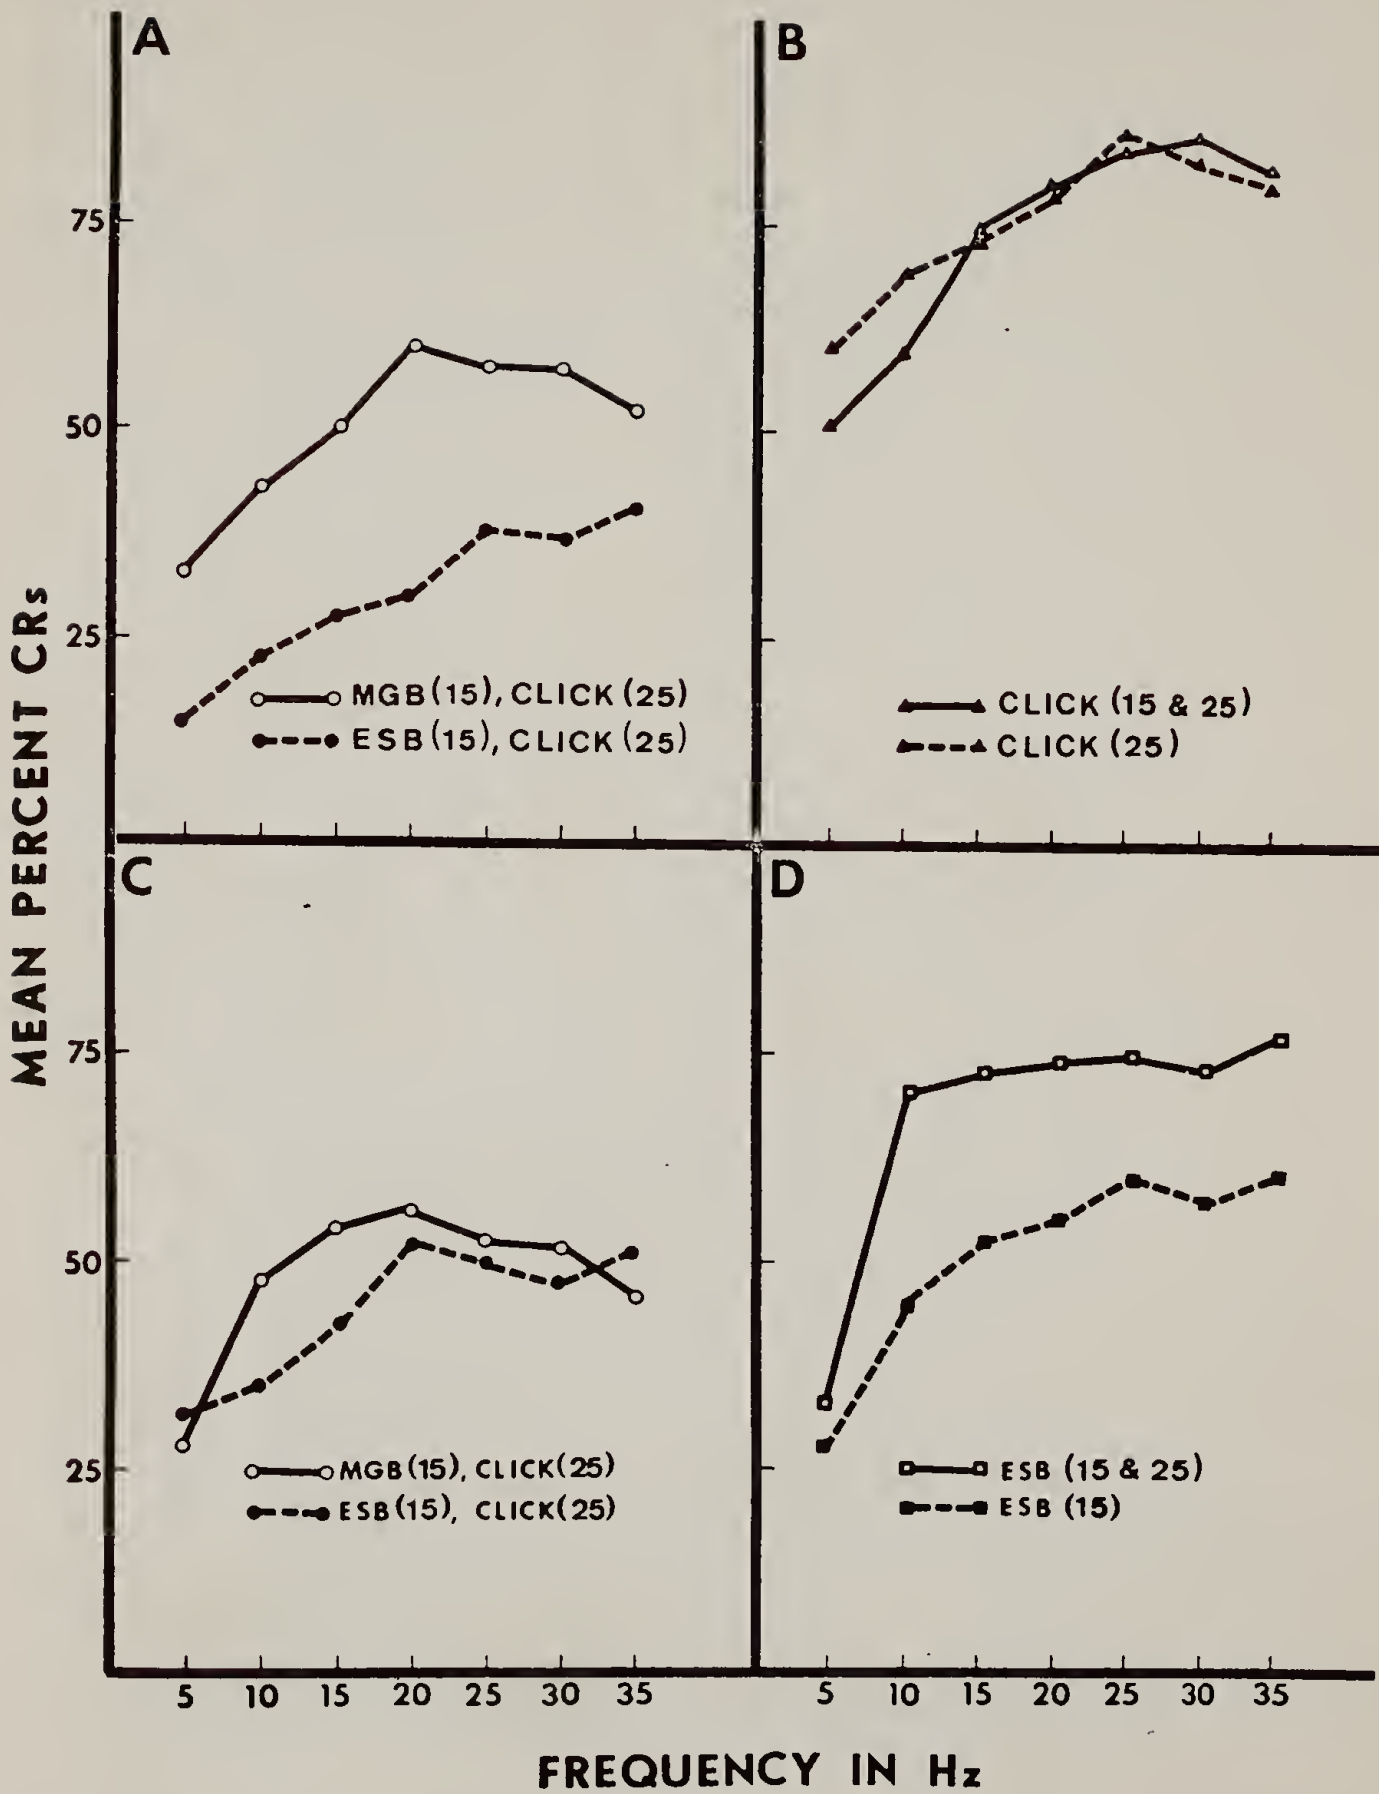 A
B
75
50
25
MGB(15), CLICK(25)
ESB(15), CLICK(25)
CLICK (15 & 25)
CLICK (25)
MEAN PERCENT CRs
C
D
75
50
25
MGB(15), CLICK(25)
ESB(15), CLICK(25)
ESB (15 & 25)
ESB (15)
5 10 15 20 25 30 35
5 10 15 20 25 30 35
FREQUENCY IN Hz